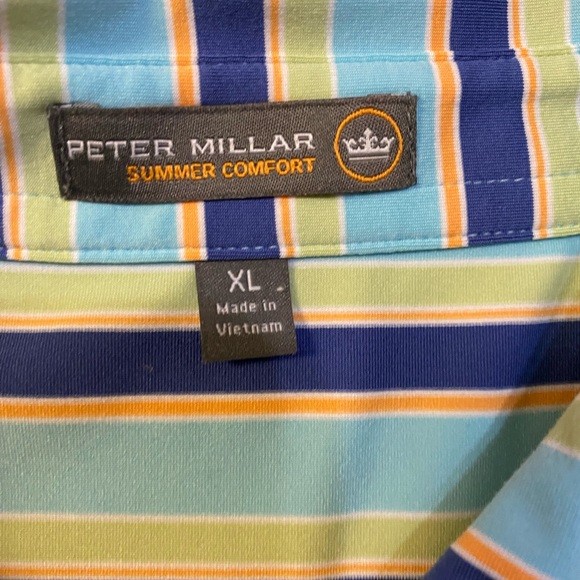 PETER MILLAR
SUMMER COMFORT
XL
Made in
Vietnam